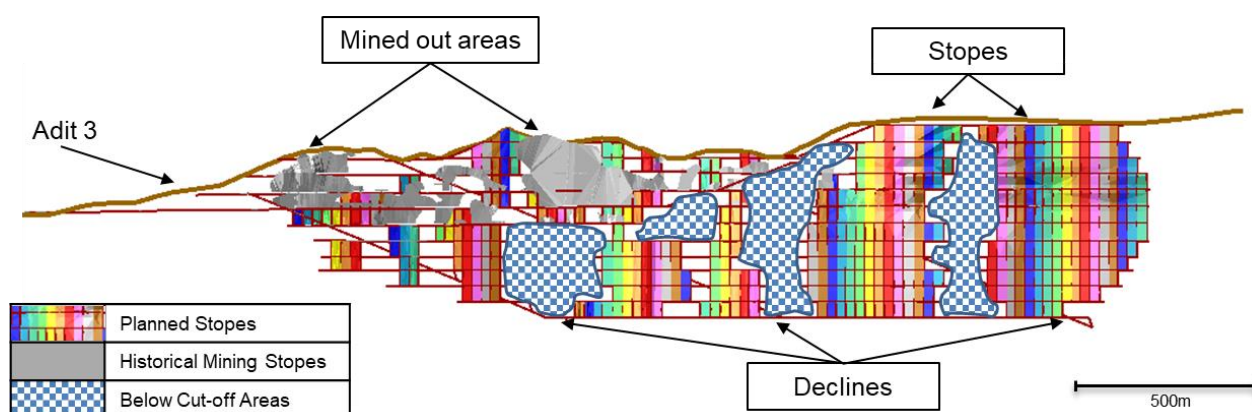 Mined out areas
Stopes
Adit 3
Planned Stopes
Historical Mining Stopes
Below Cut-off Areas
Declines
500m